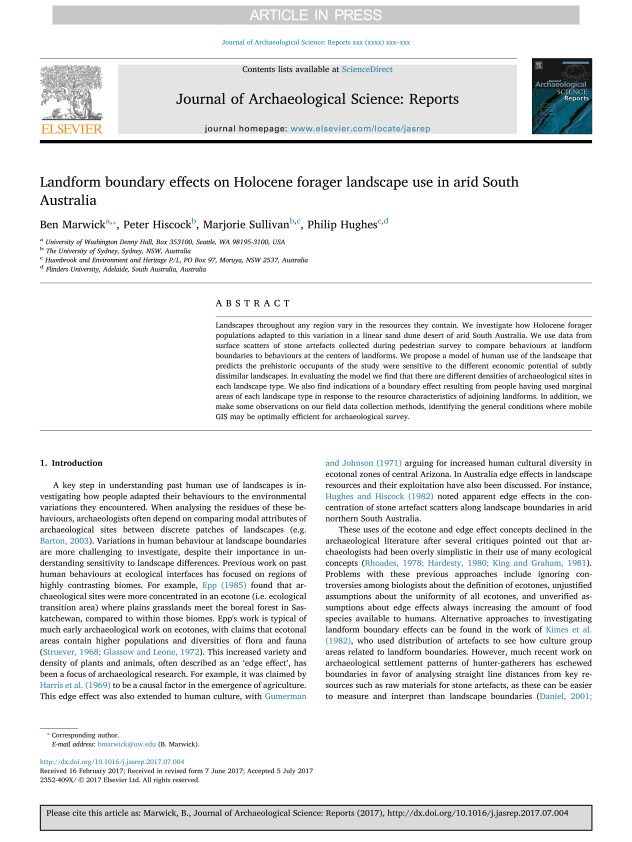 ARTICLE IN PRESS
Journal of Archaeological Science: Reports xxx (xxxx) xxx–xxx
Contents lists available at ScienceDirect
Journal of Archaeological Science: Reports
journal homepage: www.elsevier.com/locate/jasrep
ELSEVIER
Archaeological
SCIENCE
Reports
Landform boundary effects on Holocene forager landscape use in arid South
Australia
Ben Marwick a,⁎, Peter Hiscock b, Marjorie Sullivan b,c, Philip Hughes c,d
a University of Washington Denny Hall, Box 353100, Seattle, WA 98195-3100, USA
b The University of Sydney, Sydney, NSW, Australia
c Huonbrook and Environment and Heritage P/L, PO Box 97, Moruya, NSW 2537, Australia
d Flinders University, Adelaide, South Australia, Australia
ABSTRACT
Landscapes throughout any region vary in the resources they contain. We investigate how Holocene forager
populations adapted to this variation in a linear sand dune desert of arid South Australia. We use data from
surface scatters of stone artefacts collected during pedestrian survey to compare behaviours at landform
boundaries to behaviours at the centers of landforms. We propose a model of human use of the landscape that
predicts the prehistoric occupants of the study were sensitive to the different economic potential of subtly
dissimilar landscapes. In evaluating the model we find that there are different densities of archaeological sites in
each landscape type. We also find indications of a boundary effect resulting from people having used marginal
areas of each landscape type in response to the resource characteristics of adjoining landforms. In addition, we
make some observations on our field data collection methods, identifying the general conditions where mobile
GIS may be optimally efficient for archaeological survey.
1. Introduction
A key step in understanding past human use of landscapes is in-
vestigating how people adapted their behaviours to the environmental
variations they encountered. When analysing the residues of these be-
haviours, archaeologists often depend on comparing modal attributes of
archaeological sites between discrete patches of landscapes (e.g.
Barton, 2003). Variations in human behaviour at landscape boundaries
are more challenging to investigate, despite their importance in un-
derstanding sensitivity to landscape differences. Previous work on past
human behaviours at ecological interfaces has focused on regions of
highly contrasting biomes. For example, Epp (1985) found that ar-
chaeological sites were more concentrated in an ecotone (i.e. ecological
transition area) where plains grasslands meet the boreal forest in Sas-
katchewan, compared to within those biomes. Epp's work is typical of
much early archaeological work on ecotones, with claims that ecotonal
areas contain higher populations and diversities of flora and fauna
(Struever, 1968; Glassow and Leone, 1972). This increased variety and
density of plants and animals, often described as an ‘edge effect’, has
been a focus of archaeological research. For example, it was claimed by
Harris et al. (1969) to be a causal factor in the emergence of agriculture.
This edge effect was also extended to human culture, with Gumerman
and Johnson (1971) arguing for increased human cultural diversity in
ecotonal zones of central Arizona. In Australia edge effects in landscape
resources and their exploitation have also been discussed. For instance,
Hughes and Hiscock (1982) noted apparent edge effects in the con-
centration of stone artefact scatters along landscape boundaries in arid
northern South Australia.
These uses of the ecotone and edge effect concepts declined in the
archaeological literature after several critiques pointed out that ar-
chaeologists had been overly simplistic in their use of many ecological
concepts (Rhoades, 1978; Hardesty, 1980; King and Graham, 1981).
Problems with these previous approaches include ignoring con-
troversies among biologists about the definition of ecotones, unjustified
assumptions about the uniformity of all ecotones, and unverified as-
sumptions about edge effects always increasing the amount of food
species available to humans. Alternative approaches to investigating
landform boundary effects can be found in the work of Kimes et al.
(1982), who used distribution of artefacts to see how culture group
areas related to landform boundaries. However, much recent work on
archaeological settlement patterns of hunter-gatherers has eschewed
boundaries in favor of analysing straight line distances from key re-
sources such as raw materials for stone artefacts, as these can be easier
to measure and interpret than landscape boundaries (Daniel, 2001;
⁎ Corresponding author.
E-mail address: bmarwick@uw.edu (B. Marwick).
http://dx.doi.org/10.1016/j.jasrep.2017.07.004
Received 16 February 2017; Received in revised form 7 June 2017; Accepted 5 July 2017
2352-409X/ © 2017 Elsevier Ltd. All rights reserved.
Please cite this article as: Marwick, B., Journal of Archaeological Science: Reports (2017), http://dx.doi.org/10.1016/j.jasrep.2017.07.004